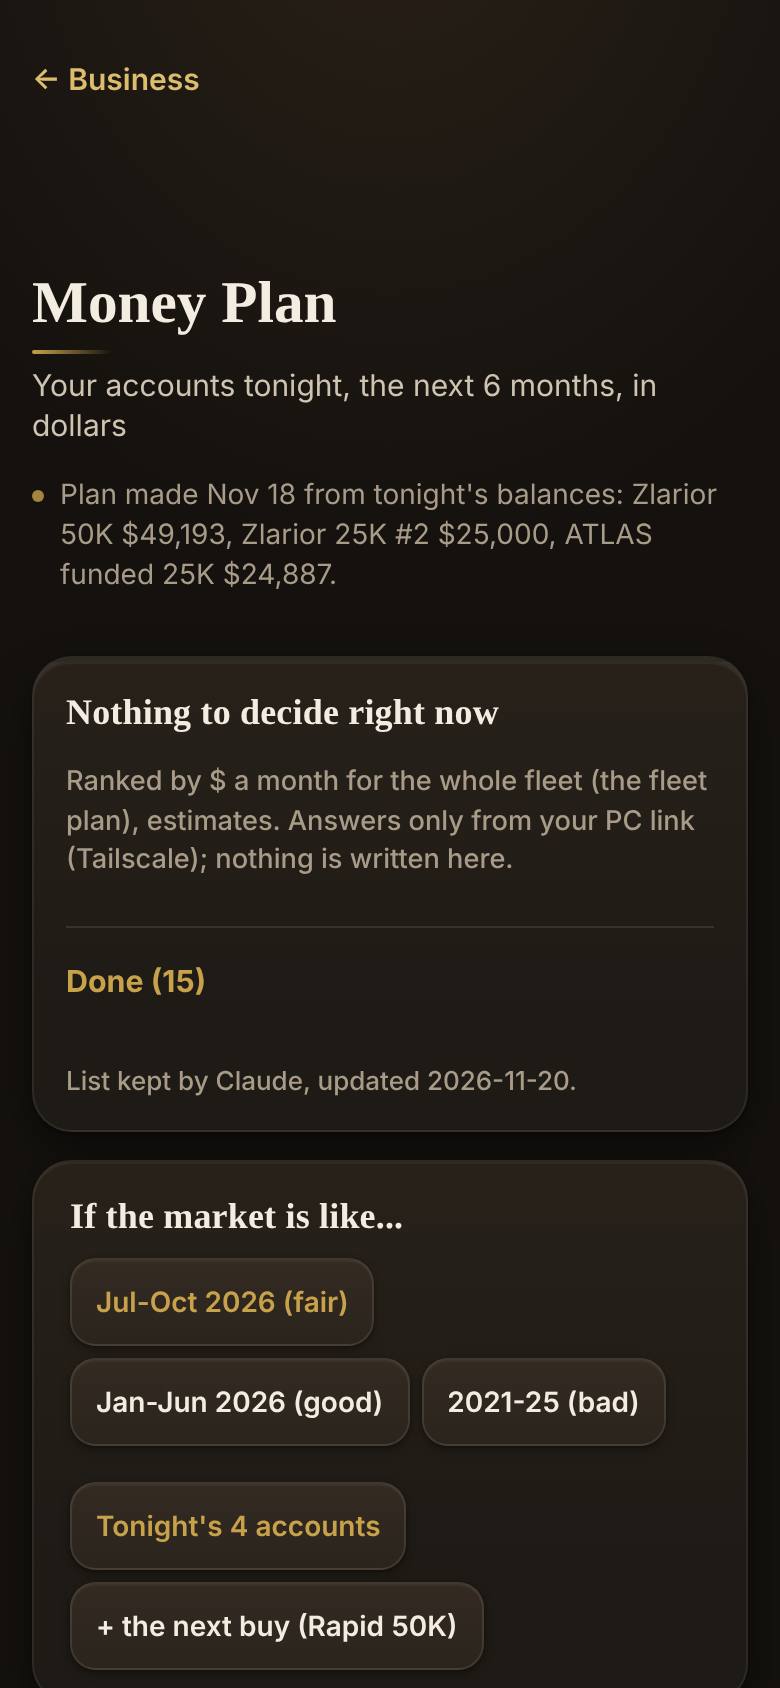 ← Business
Money Plan
Your accounts tonight, the next 6 months, in
dollars
Plan made Nov 18 from tonight's balances: Zlarior
50K $49,193, Zlarior 25K #2 $25,000, ATLAS
funded 25K $24,887.
Nothing to decide right now
Ranked by $ a month for the whole fleet (the fleet
plan), estimates. Answers only from your PC link
(Tailscale); nothing is written here.
Done (15)
List kept by Claude, updated 2026-11-20.
If the market is like...
Jul-Oct 2026 (fair)
Jan-Jun 2026 (good) 2021-25 (bad)
Tonight's 4 accounts
+ the next buy (Rapid 50K)